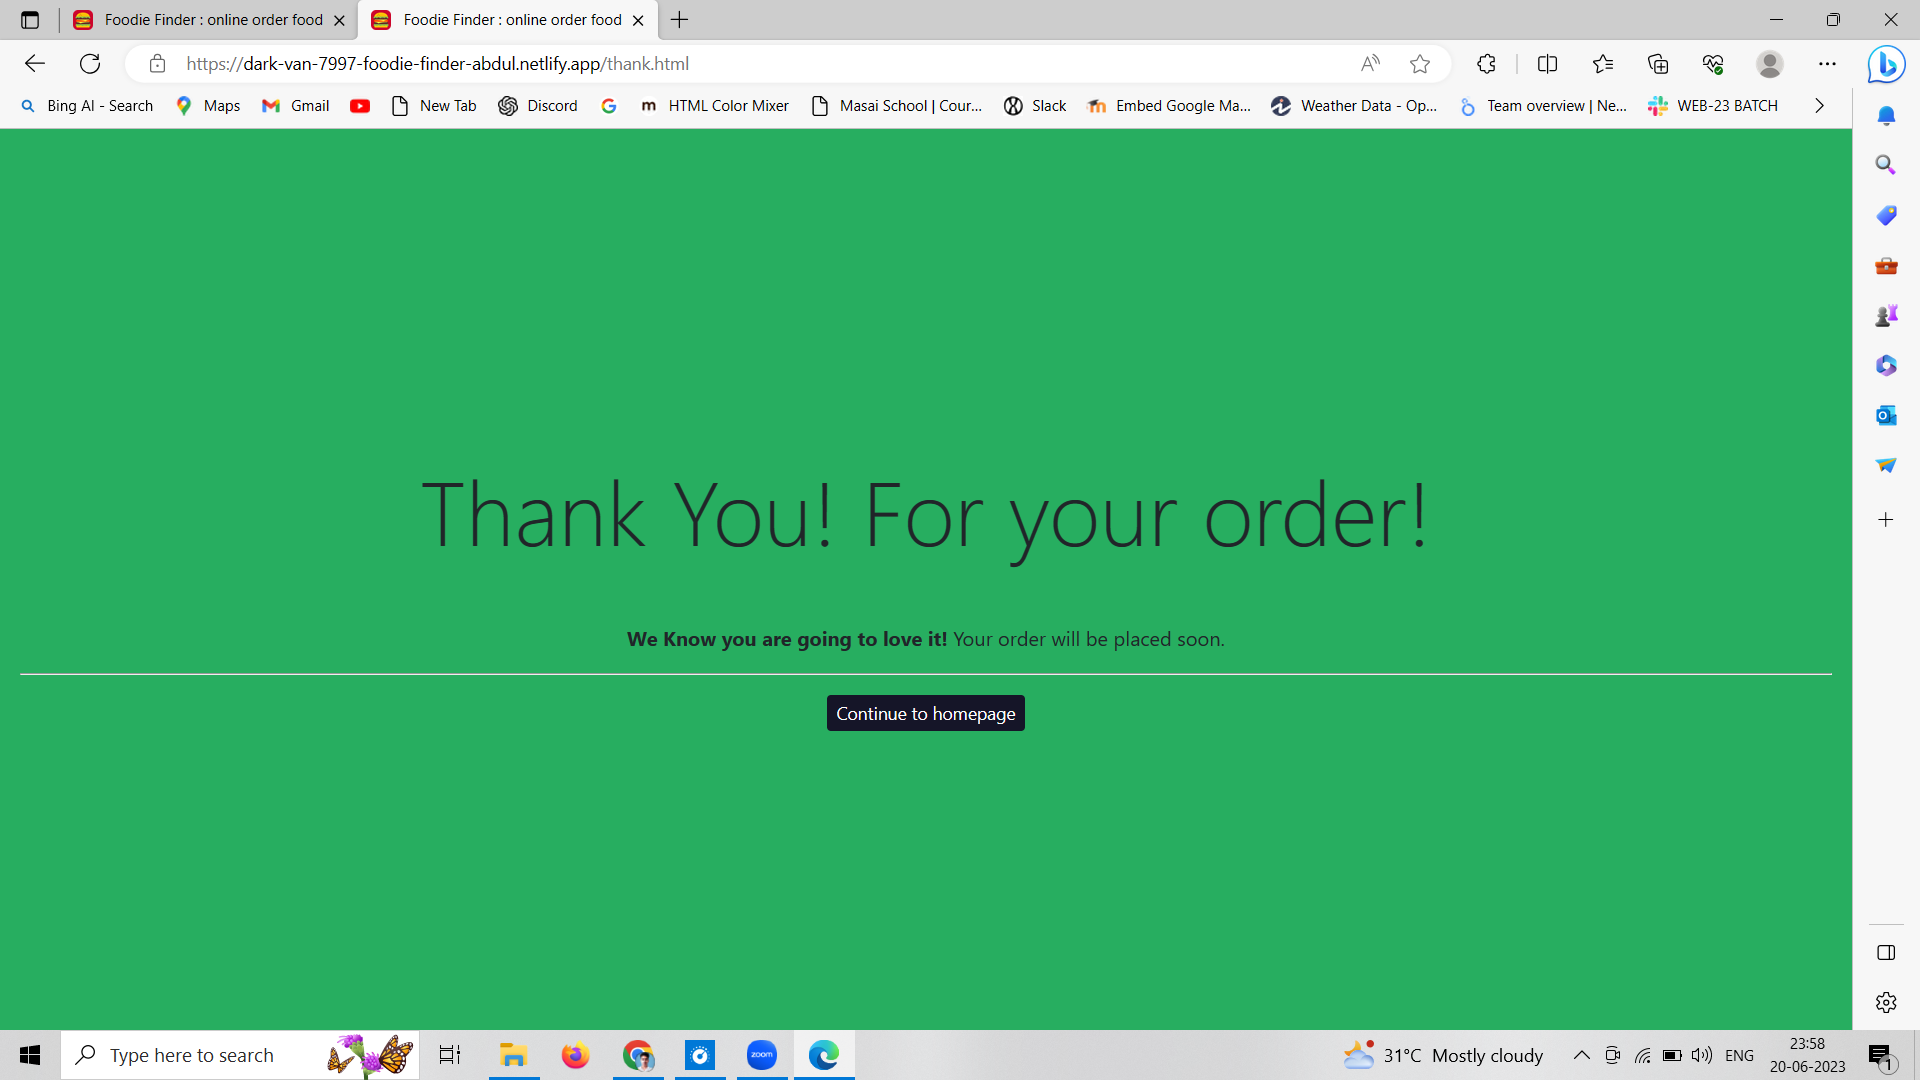 Foodie Finder : online order food
Foodie Finder : online order food
https://dark-van-7997-foodie-finder-abdul.netlify.app/thank.html
Bing AI - Search
Maps
Gmail
New Tab
Discord
HTML Color Mixer
Masai School | Cour...
Slack
Embed Google Ma...
Weather Data - Op...
Team overview | Ne...
WEB-23 BATCH
Thank You! For your order!
We Know you are going to love it! Your order will be placed soon.
Continue to homepage
Type here to search
zoom
31°C Mostly cloudy
ENG
23:58
20-06-2023
1